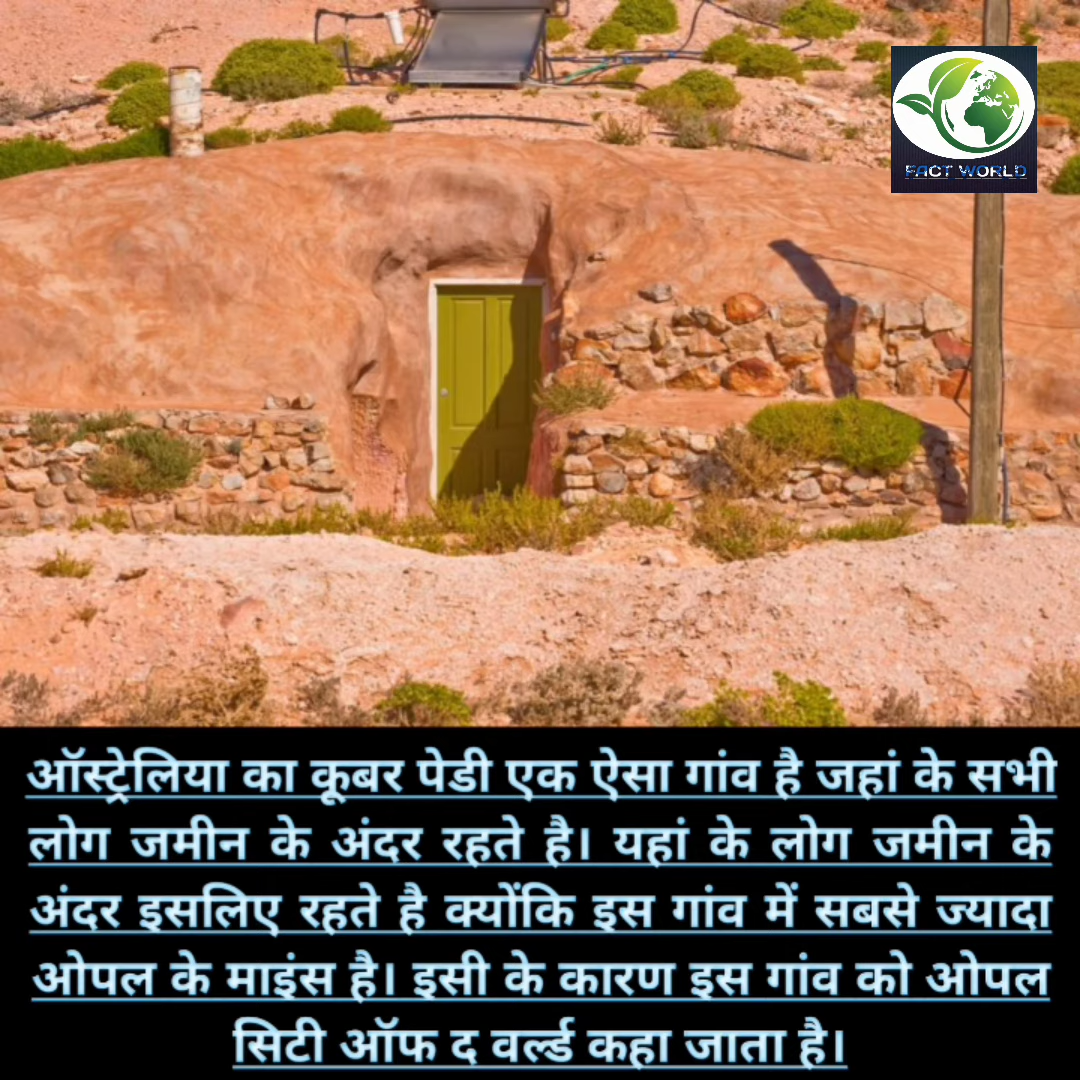 FACT WORLD
ऑस्ट्रेलिया का कूबर पेडी एक ऐसा गांव है जहां के सभी
लोग जमीन के अंदर रहते है। यहां के लोग जमीन के
अंदर इसलिए रहते है क्योंकि इस गांव में सबसे ज्यादा
ओपल के माइंस है। इसी के कारण इस गांव को ओपल
सिटी ऑफ द वर्ल्ड कहा जाता है।